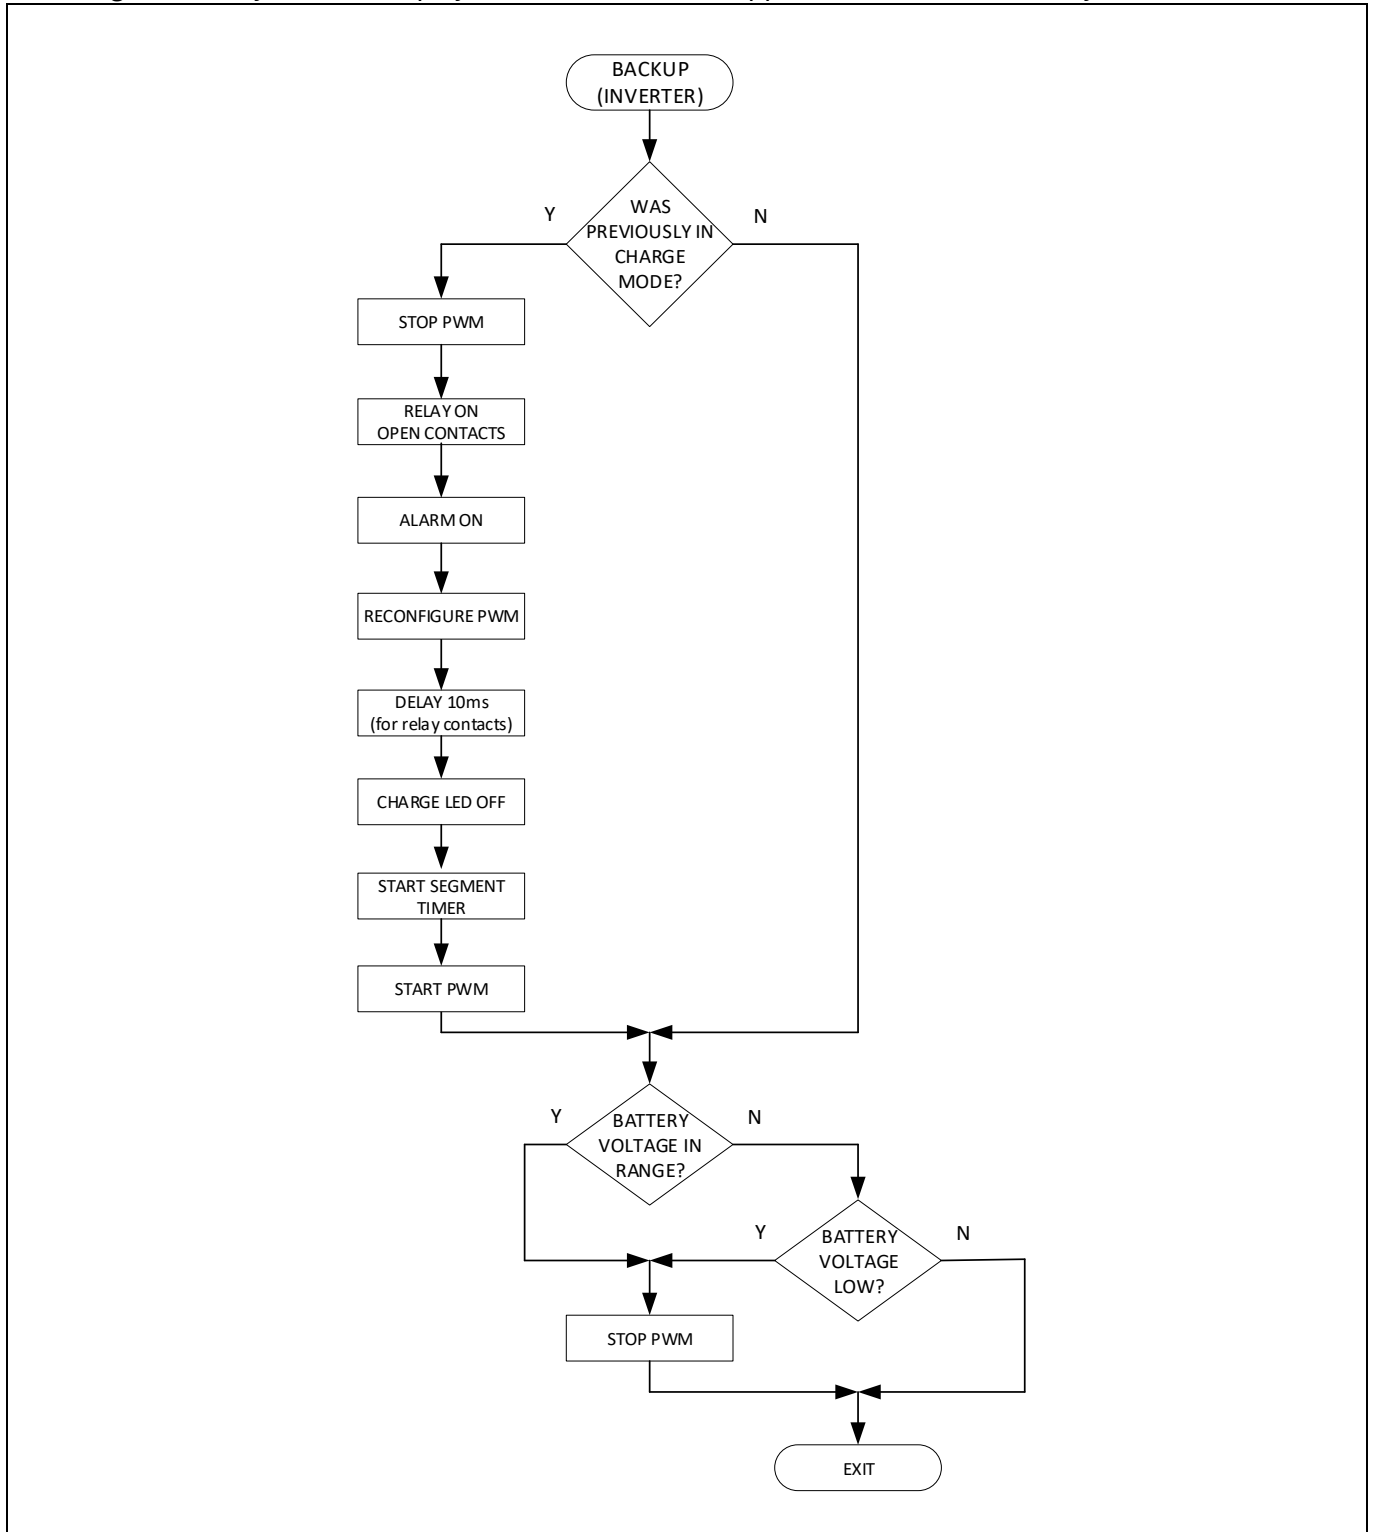 BACKUP
(INVERTER)
WAS
PREVIOUSLY IN
CHARGE
MODE?
Y
N
STOP PWM
RELAY ON
OPEN CONTACTS
ALARM ON
RECONFIGURE PWM
DELAY 10ms
(for relay contacts)
CHARGE LED OFF
START SEGMENT
TIMER
START PWM
BATTERY
VOLTAGE IN
RANGE?
Y
N
BATTERY
VOLTAGE
LOW?
Y
N
STOP PWM
EXIT